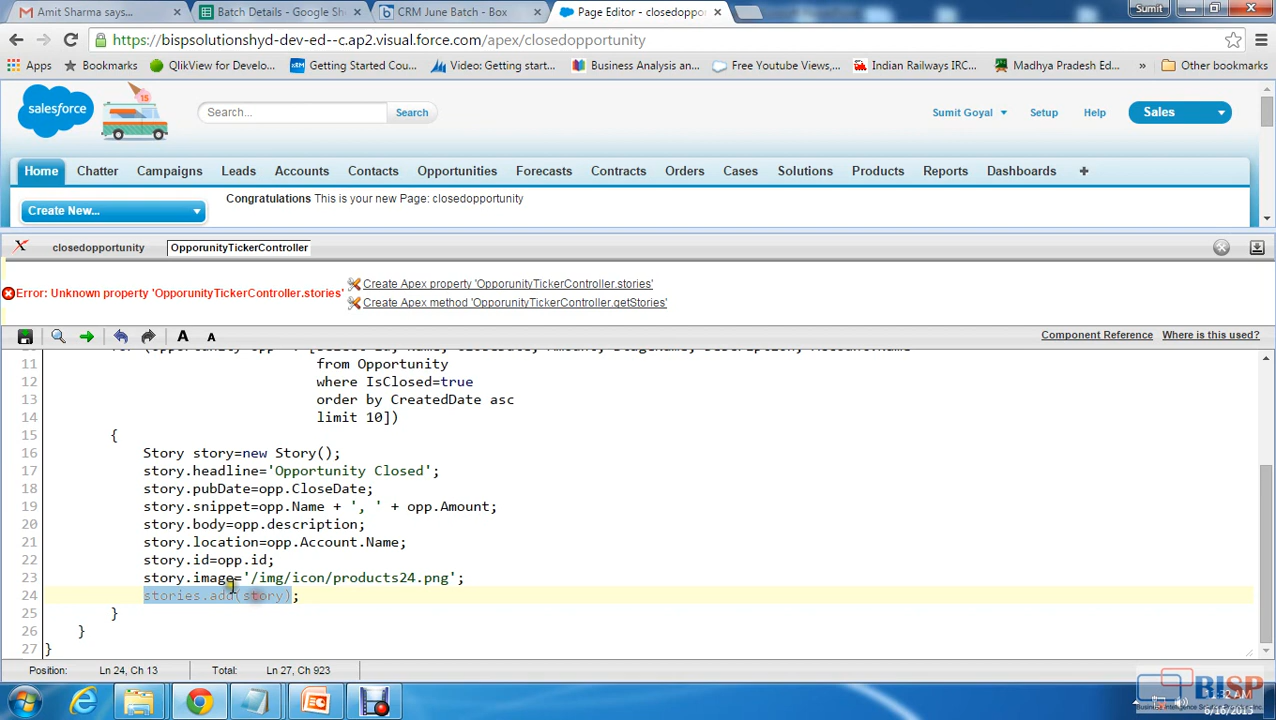 Amit Sharma says...
Batch Details - Google Sh
CRM June Batch - Box
Page Editor - closedoppo
Sumit
https://bispsolutionshyd-dev-ed--c.ap2.visual.force.com/apex/closedopportunity
Apps
Bookmarks
QlikView for Develo...
Getting Started Cou...
Video: Getting start...
Business Analysis an...
Free Youtube Videos,...
Indian Railways IRC...
Madhya Pradesh Ed...
»
Other bookmarks
salesforce
15
Search...
Search
Sumit Goyal
Setup
Help
Sales
Home
Chatter
Campaigns
Leads
Accounts
Contacts
Opportunities
Forecasts
Contracts
Orders
Cases
Solutions
Products
Reports
Dashboards
+
Create New...
Congratulations This is your new Page: closedopportunity
closedopportunity
OpporunityTickerController
Error: Unknown property 'OpporunityTickerController.stories'
Create Apex property 'OpporunityTickerController.stories'
Create Apex method 'OpporunityTickerController.getStories'
A
A
Component Reference
Where is this used?
11 from Opportunity
12 where IsClosed=true
13 order by CreatedDate asc
14 limit 10])
15 {
16 Story story=new Story();
17 story.headline='Opportunity Closed';
18 story.pubDate=opp.CloseDate;
19 story.snippet=opp.Name + ', ' + opp.Amount;
20 story.body=opp.description;
21 story.location=opp.Account.Name;
22 story.id=opp.id;
23 story.image='/img/icon/products24.png';
24 stories.add(story);
25 }
26 }
27 }
Position:
Ln 24, Ch 13
Total:
Ln 27, Ch 923
BISP
6/16/2015